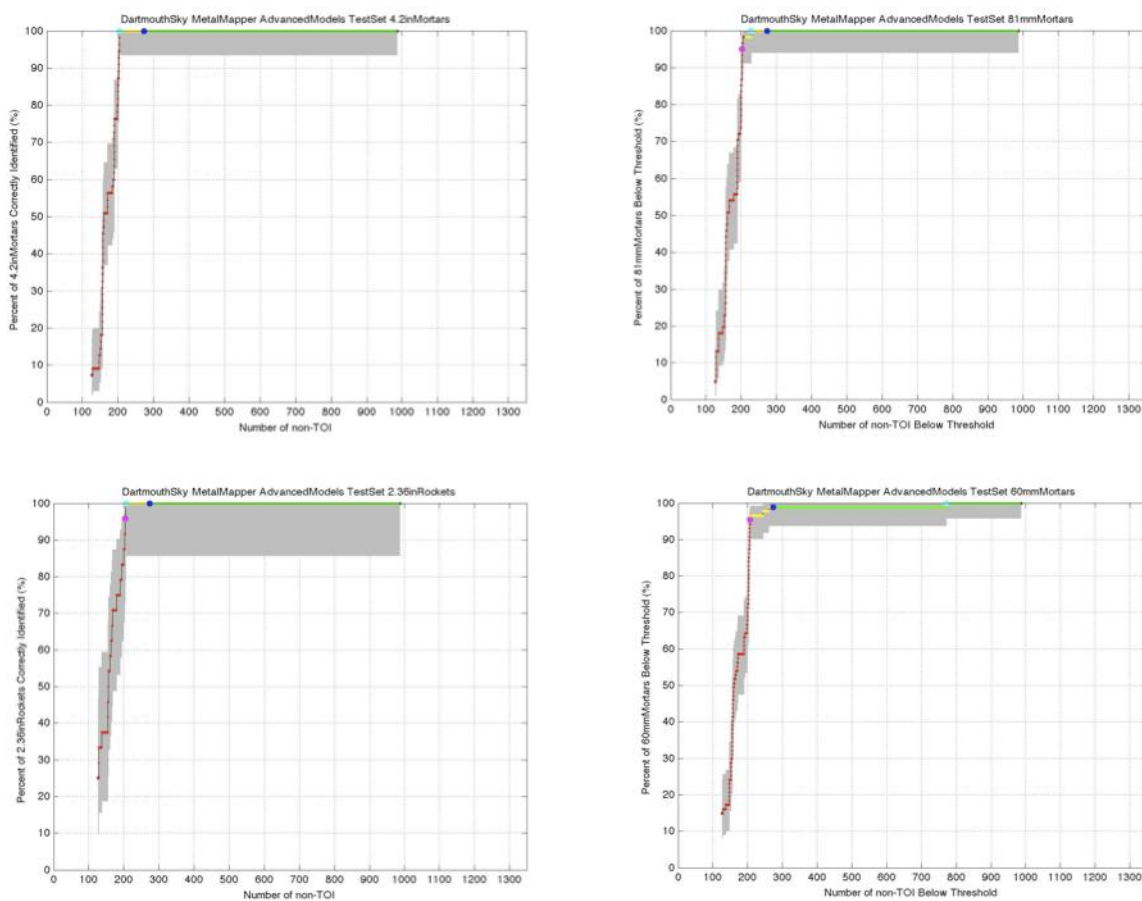 DartmouthSky MetalMapper AdvancedModels TestSet 4.2inMortars
Percent of 4.2inMortars Correctly Identified (%)
100
90
80
70
60
50
40
30
20
10
0
0 100 200 300 400 500 600 700 800 900 1000 1100 1200 1300
Number of non-TOI
DartmouthSky MetalMapper AdvancedModels TestSet 81mmMortars
Percent of 81mmMortars Below Threshold (%)
100
90
80
70
60
50
40
30
20
10
0
0 100 200 300 400 500 600 700 800 900 1000 1100 1200 1300
Number of non-TOI Below Threshold
DartmouthSky MetalMapper AdvancedModels TestSet 2.36inRockets
Percent of 2.36inRockets Correctly Identified (%)
100
90
80
70
60
50
40
30
20
10
0
0 100 200 300 400 500 600 700 800 900 1000 1100 1200 1300
Number of non-TOI
DartmouthSky MetalMapper AdvancedModels TestSet 60mmMortars
Percent of 60mmMortars Below Threshold (%)
100
90
80
70
60
50
40
30
20
10
0
0 100 200 300 400 500 600 700 800 900 1000 1100 1200 1300
Number of non-TOI Below Threshold